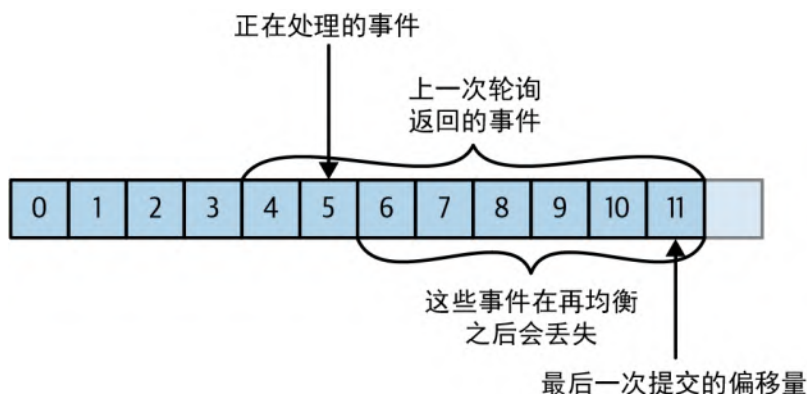 正在处理的事件
上一次轮询
返回的事件
0 1 2 3 4 5 6 7 8 9 10 11
这些事件在再均衡
之后会丢失
最后一次提交的偏移量